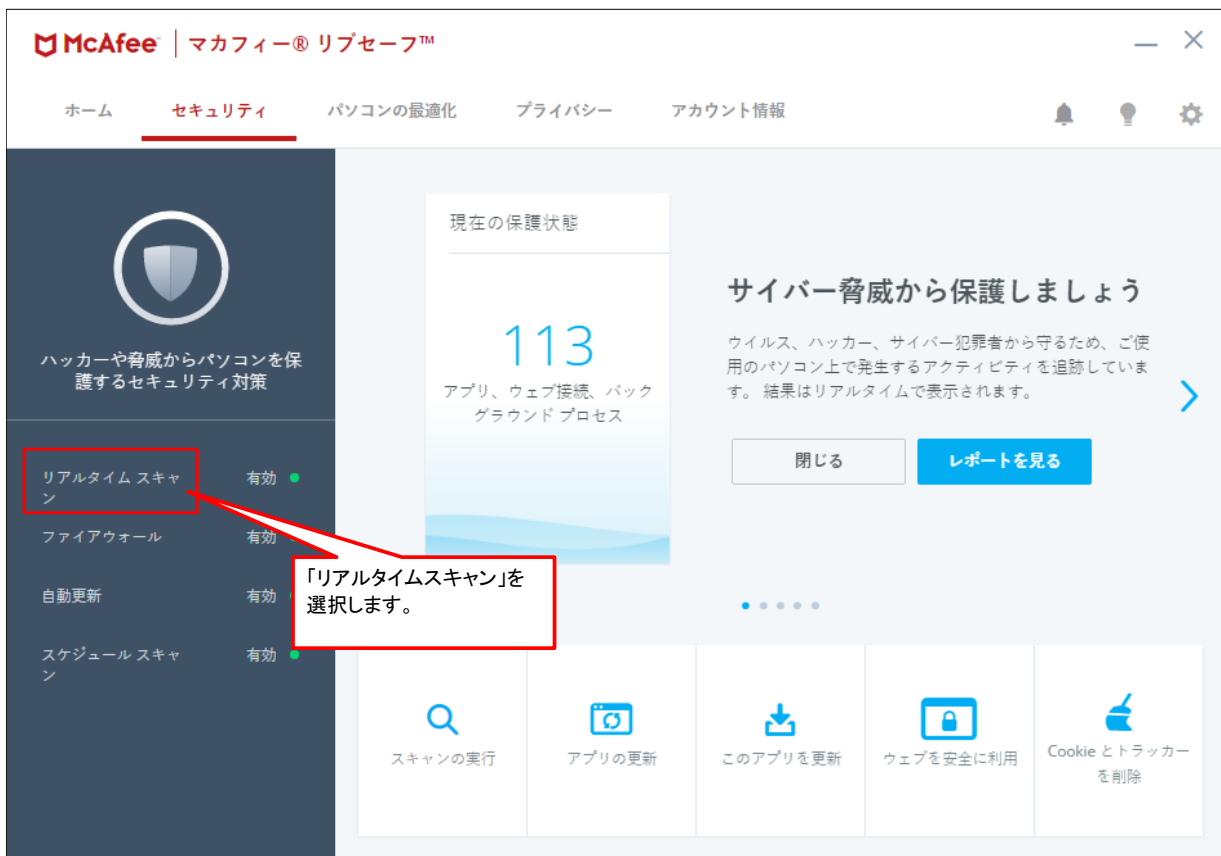 McAfee™ マカフィー® リブセーフ™
ホーム セキュリティ パソコンの最適化 プライバシー アカウント情報
ハッカーや脅威からパソコンを保
護するセキュリティ対策
リアルタイム スキャ 有効
ン
ファイアウォール 有効
自動更新 有効
スケジュール スキャ 有効
ン
現在の保護状態
113
アプリ、ウェブ接続、バック
グラウンド プロセス
サイバー脅威から保護しましょう
ウイルス、ハッカー、サイバー犯罪者から守るため、ご使
用のパソコン上で発生するアクティビティを追跡していま
す。 結果はリアルタイムで表示されます。
閉じる レポートを見る
「リアルタイムスキャン」を
選択します。
スキャンの実行
アプリの更新
このアプリを更新
ウェブを安全に利用
Cookie とトラッカー
を削除